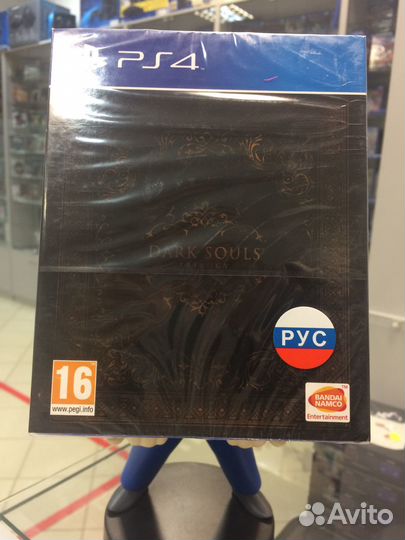 PS4
DARK SOULS
TRILOGY
РУС
16
www.pegi.info
BANDAI
NAMCO
Entertainment
Avito